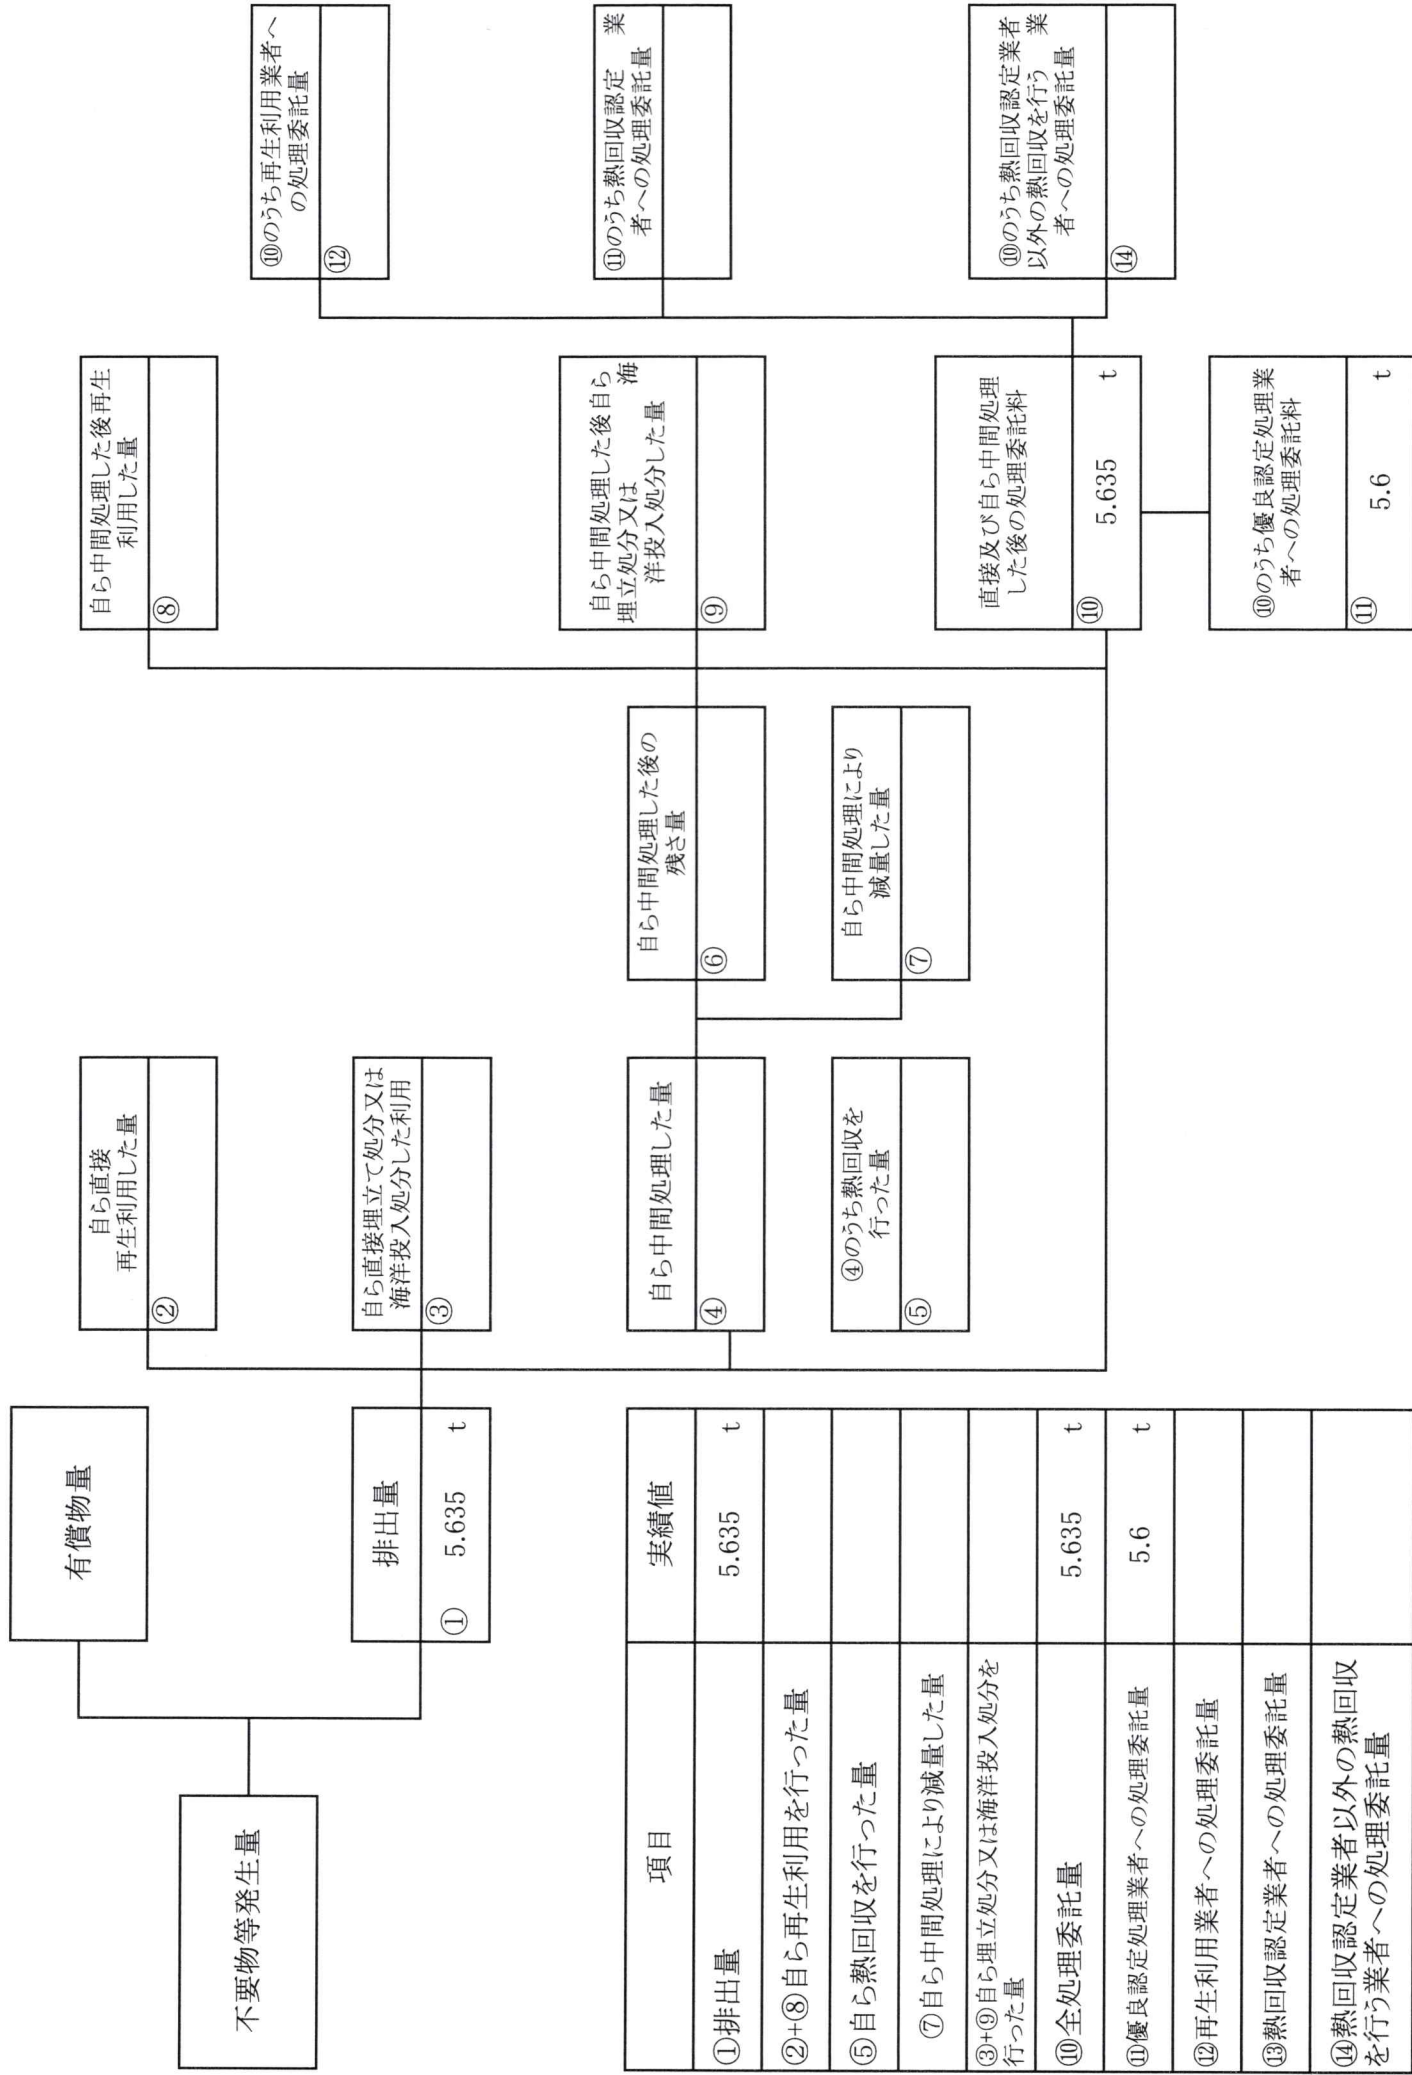 不要物等発生量
有償物量
排出量
① 5.635 t
自ら直接
再生利用した量
②
自ら直接埋立て処分又は
海洋投入処分した利用
③
自ら中間処理した量
④
④のうち熱回収を
行った量
⑤
自ら中間処理した後の
残さ量
⑥
自ら中間処理により
減量した量
⑦
自ら中間処理した後再生
利用した量
⑧
自ら中間処理した後自ら
埋立処分又は 海
洋投入処分した量
⑨
直接及び自ら中間処理
した後の処理委託料
⑩ 5.635 t
⑩のうち優良認定処理業
者への処理委託料
⑪ 5.6 t
⑩のうち再生利用業者へ
の処理委託量
⑫
⑪のうち熱回収認定 業
者への処理委託量
⑩のうち熱回収認定業者
以外の熱回収を行う 業
者への処理委託量
⑭
項目 実績値
①排出量 5.635 t
②+⑧自ら再生利用を行った量
⑤自ら熱回収を行った量
⑦自ら中間処理により減量した量
③+⑨自ら埋立処分又は海洋投入処分を
行った量
⑩全処理委託量 5.635 t
⑪優良認定処理業者への処理委託量 5.6 t
⑫再生利用業者への処理委託量
⑬熱回収認定業者への処理委託量
⑭熱回収認定業者以外の熱回収
を行う業者への処理委託量